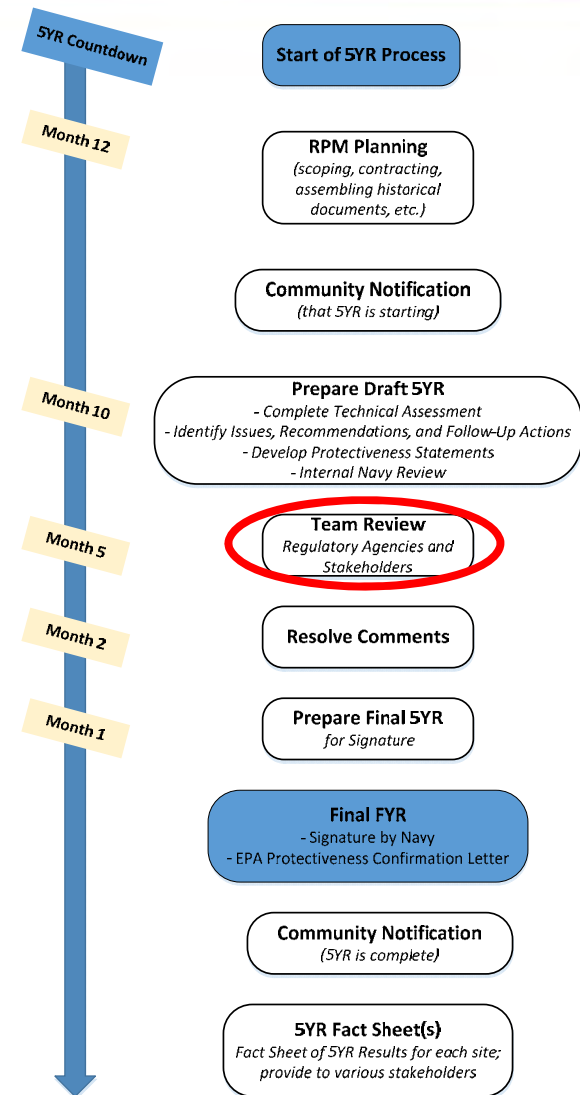 5YR Countdown
Start of 5YR Process
Month 12
RPM Planning
(scoping, contracting,
assembling historical
documents, etc.)
Community Notification
(that 5YR is starting)
Month 10
Prepare Draft 5YR
- Complete Technical Assessment
- Identify Issues, Recommendations, and Follow-Up Actions
- Develop Protectiveness Statements
- Internal Navy Review
Month 5
Team Review
Regulatory Agencies and
Stakeholders
Month 2
Resolve Comments
Month 1
Prepare Final 5YR
for Signature
Final FYR
- Signature by Navy
- EPA Protectiveness Confirmation Letter
Community Notification
(5YR is complete)
5YR Fact Sheet(s)
Fact Sheet of 5YR Results for each site;
provide to various stakeholders